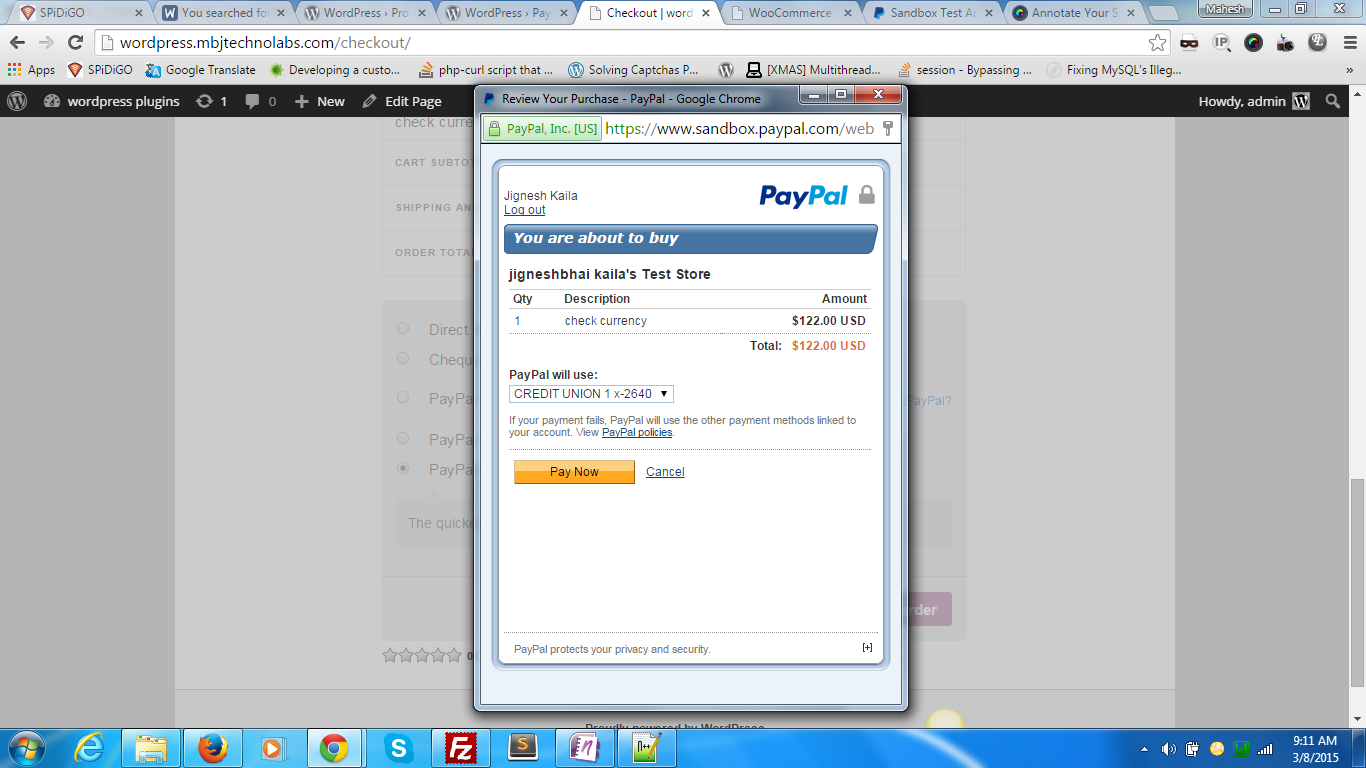 SPiDiGO
You searched fo
WordPress › Pro
WordPress › Pay
Checkout | word
WooCommerce
Sandbox Test Ac
Annotate Your S
Mahesh
wordpress.mbjtechnolabs.com/checkout/
Apps
SPiDiGO
Google Translate
Developing a custo...
php-curl script that ...
Solving Captchas P...
[XMAS] Multithread...
session - Bypassing ...
Fixing MySQL's Illeg...
»
wordpress plugins
1
0
New
Edit Page
Howdy, admin
Review Your Purchase - PayPal - Google Chrome
PayPal, Inc. [US]
https://www.sandbox.paypal.com/web
check curre
CART SUBTO
SHIPPING AN
ORDER TOTA
Direct
Chequ
PayPa
PayPal?
PayPa
PayPa
The quicke
rder
0
Jignesh Kaila
Log out
PayPal
You are about to buy
jigneshbhai kaila's Test Store
Qty Description Amount
1 check currency $122.00 USD
Total: $122.00 USD
PayPal will use:
CREDIT UNION 1 x-2640
If your payment fails, PayPal will use the other payment methods linked to
your account. View PayPal policies.
Pay Now Cancel
PayPal protects your privacy and security. [+]
Proudly powered by WordPress
9:11 AM
3/8/2015